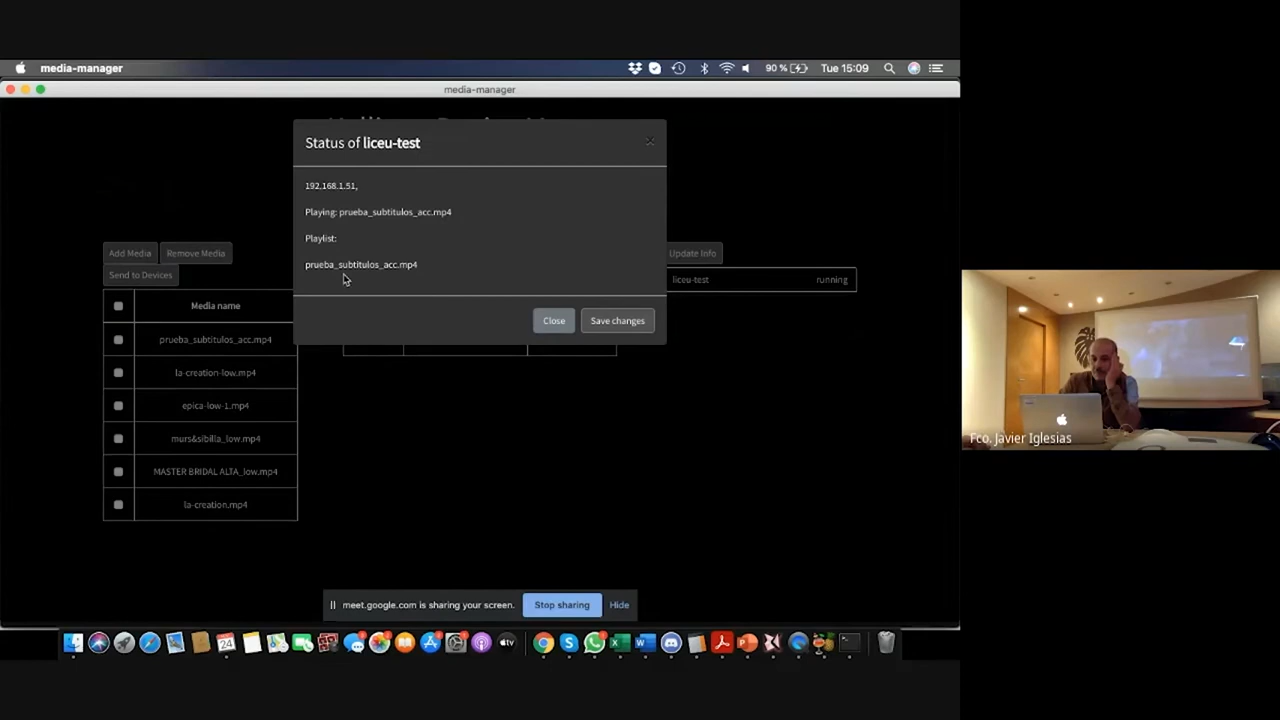 media-manager
90 %
Tue 15:09
media-manager
Status of liceu-test
192.168.1.51,
Playing: prueba_subtitulos_acc.mp4
Playlist:
prueba_subtitulos_acc.mp4
Close
Save changes
Add Media
Remove Media
Send to Devices
Update Info
liceu-test
running
Media name
prueba_subtitulos_acc.mp4
la-creation-low.mp4
epica-low-1.mp4
murs&sibilla_low.mp4
MASTER BRIDAL ALTA_low.mp4
la-creation.mp4
meet.google.com is sharing your screen.
Stop sharing
Hide
24
tv
Fco. Javier Iglesias